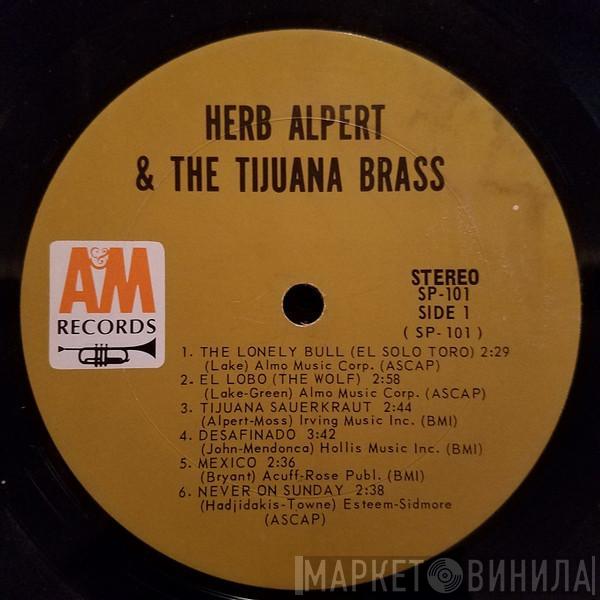 HERB ALPERT
& THE TIJUANA BRASS
A&M
RECORDS
STEREO
SP-101
SIDE 1
( SP-101 )
1. THE LONELY BULL (EL SOLO TORO) 2:29
(Lake) Almo Music Corp. (ASCAP)
2. EL LOBO (THE WOLF) 2:58
(Lake-Green) Almo Music Corp. (ASCAP)
3. TIJUANA SAUERKRAUT 2:44
(Alpert-Moss) Irving Music Inc. (BMI)
4. DESAFINADO 3:42
(John-Mendonca) Hollis Music Inc. (BMI)
5. MEXICO 2:36
(Bryant) Acuff-Rose Publ. (BMI)
6. NEVER ON SUNDAY 2:38
(Hadjidakis-Towne) Esteem-Sidmore
(ASCAP)
МАРКЕТ ВИНИЛА